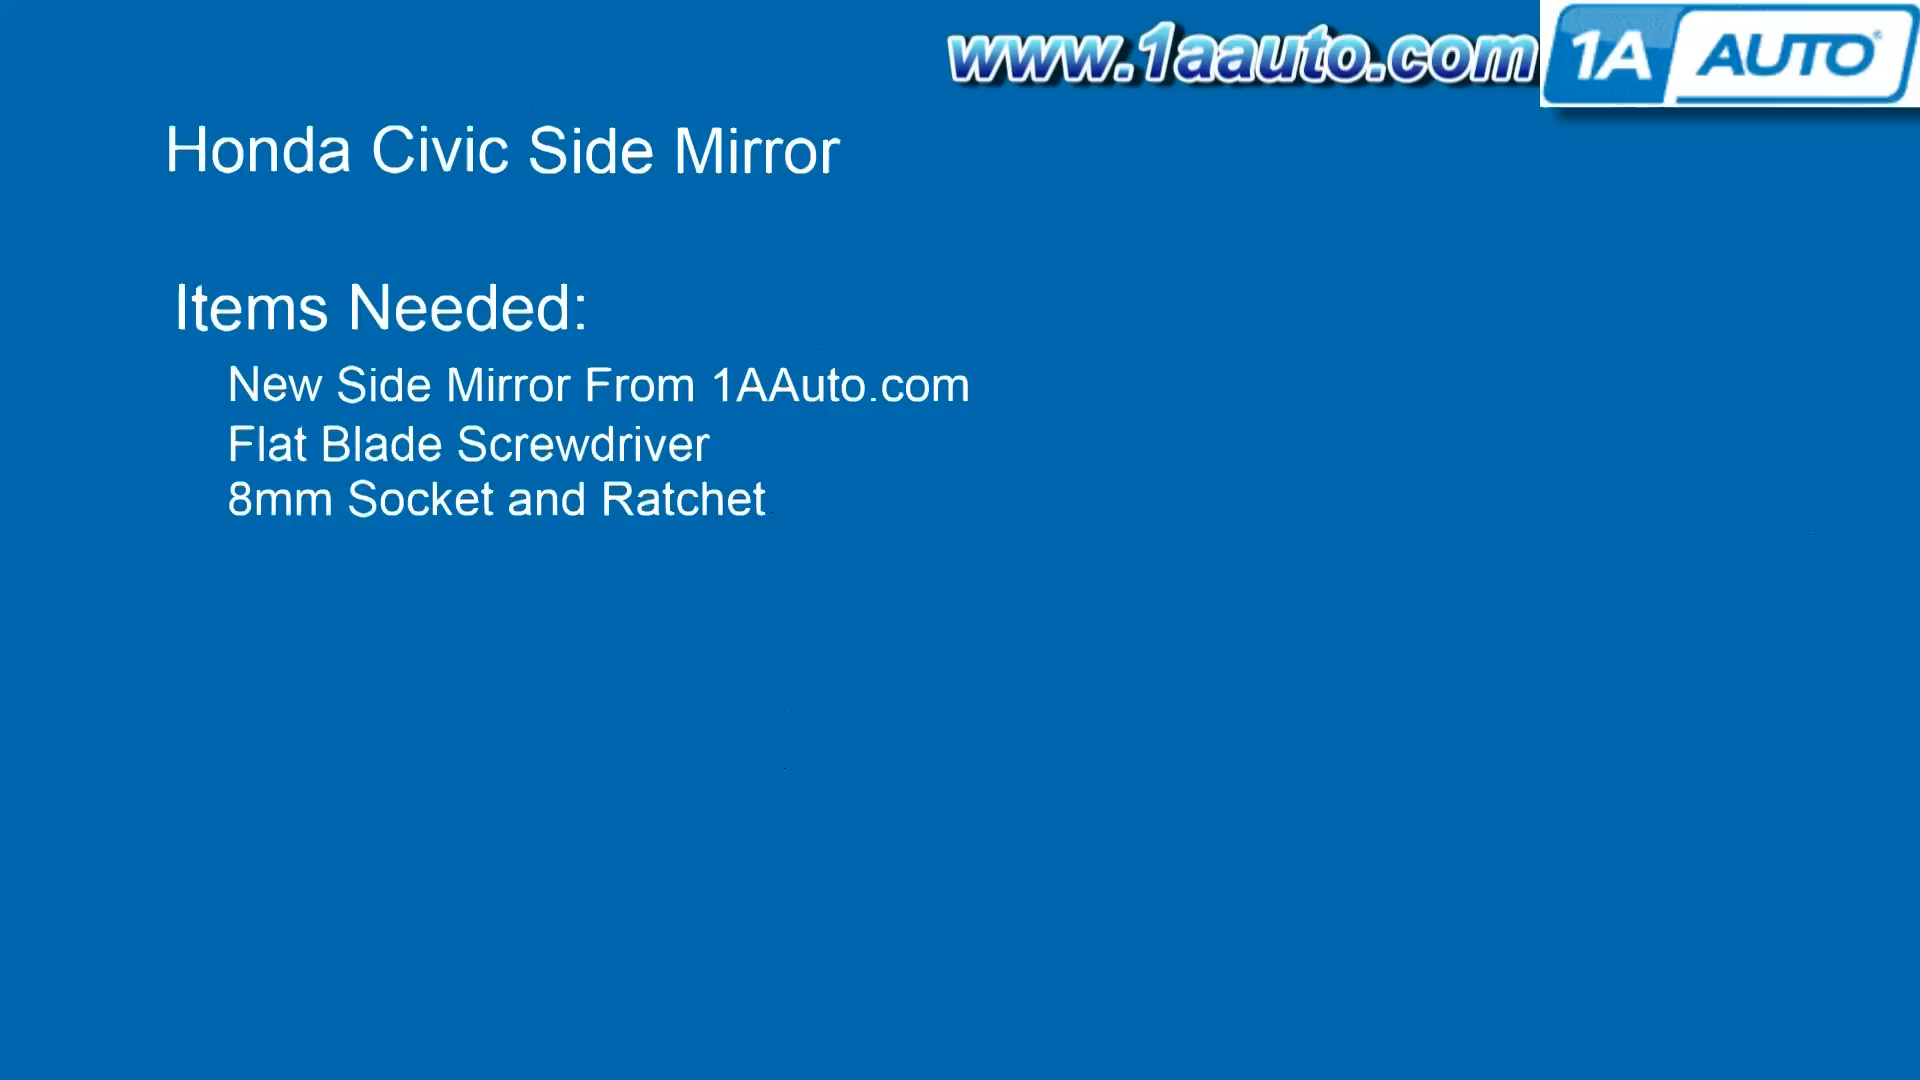 www.1aauto.com 1A AUTO®
Honda Civic Side Mirror
Items Needed:
New Side Mirror From 1AAuto.com
Flat Blade Screwdriver
8mm Socket and Ratchet